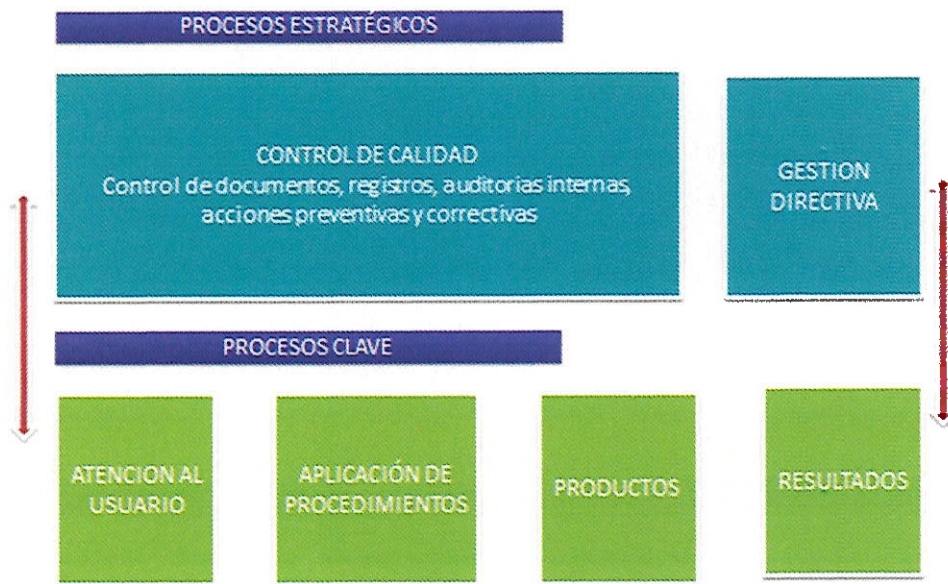 PROCESOS ESTRATÉGICOS
CONTROL DE CALIDAD
Control de documentos, registros, auditorias internas,
acciones preventivas y correctivas
GESTION
DIRECTIVA
PROCESOS CLAVE
ATENCION AL
USUARIO
APLICACIÓN DE
PROCEDIMIENTOS
PRODUCTOS
RESULTADOS